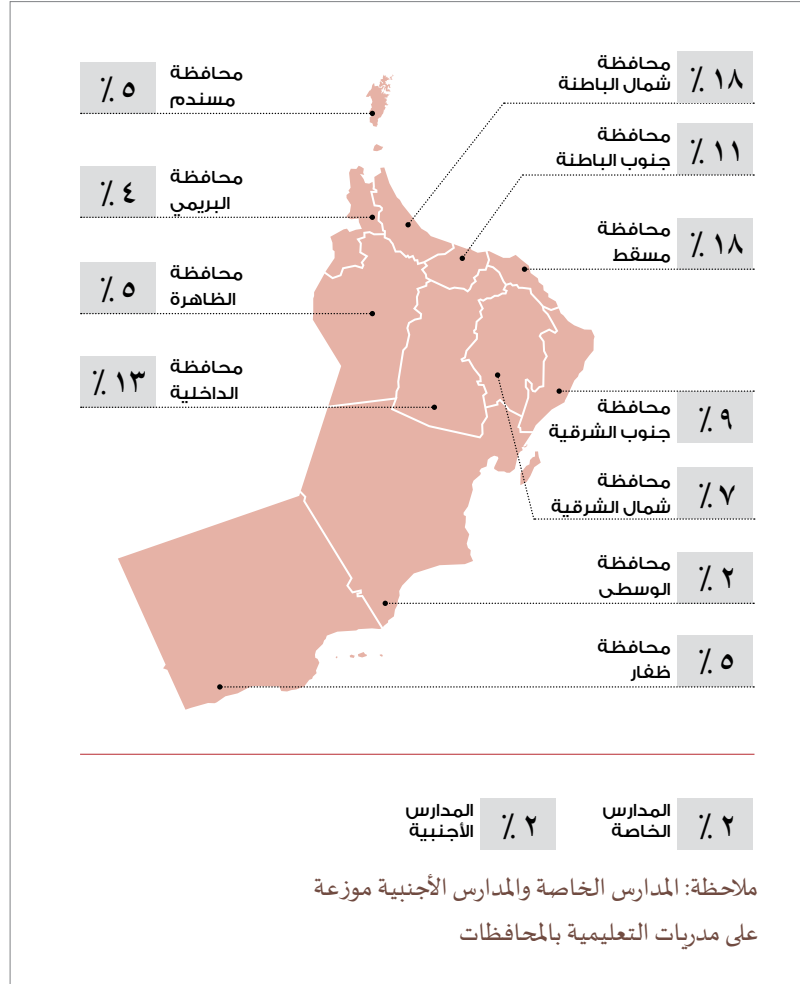 محافظة
شمال الباطنة
١٨ ٪
محافظة
جنوب الباطنة
١١ ٪
محافظة
مسقط
١٨ ٪
محافظة
جنوب الشرقية
٩ ٪
محافظة
شمال الشرقية
٧ ٪
محافظة
الوسطى
٢ ٪
محافظة
ظفار
٥ ٪
محافظة
مسندم
٥ ٪
محافظة
البريمي
٤ ٪
محافظة
الظاهرة
٥ ٪
محافظة
الداخلية
١٣ ٪
المدارس
الخاصة
٢ ٪
المدارس
الأجنبية
٢ ٪
ملاحظة: المدارس الخاصة والمدارس الأجنبية موزعة
على مدريات التعليمية بالمحافظات